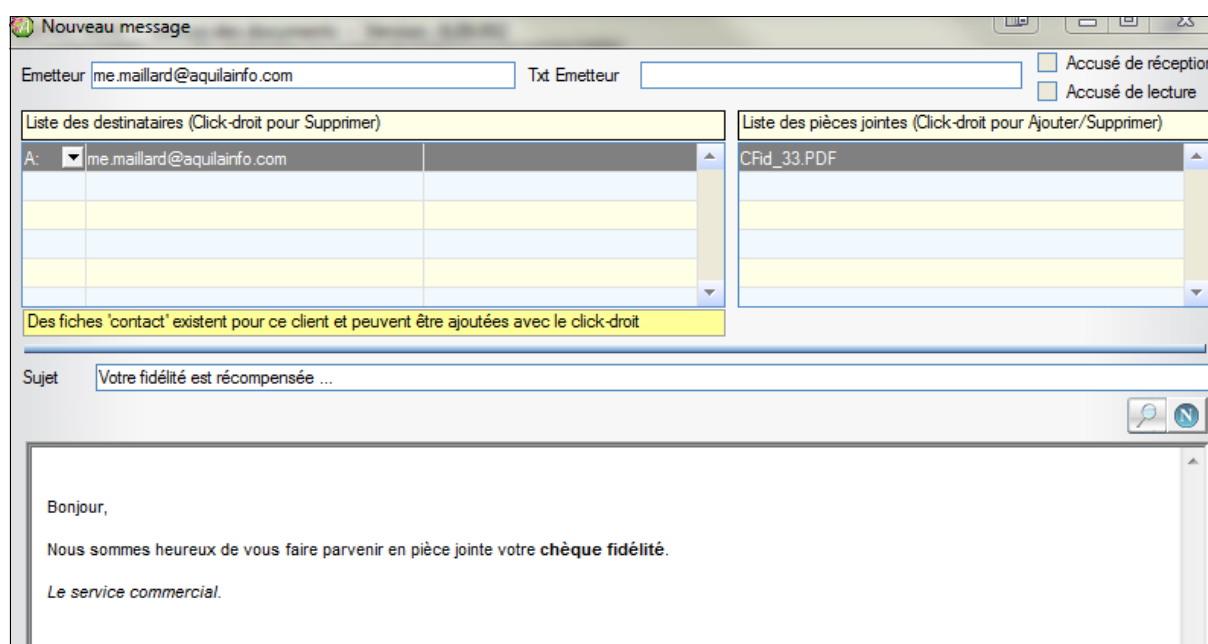 Nouveau message
Emetteur me.maillard@aquilainfo.com Txt Emetteur Accusé de réception
Accusé de lecture
Liste des destinataires (Click-droit pour Supprimer) Liste des pièces jointes (Click-droit pour Ajouter/Supprimer)
A: me.maillard@aquilainfo.com CFid_33.PDF
Des fiches 'contact' existent pour ce client et peuvent être ajoutées avec le click-droit
Sujet Votre fidélité est récompensée ...
N
Bonjour,
Nous sommes heureux de vous faire parvenir en pièce jointe votre chèque fidélité.
Le service commercial.